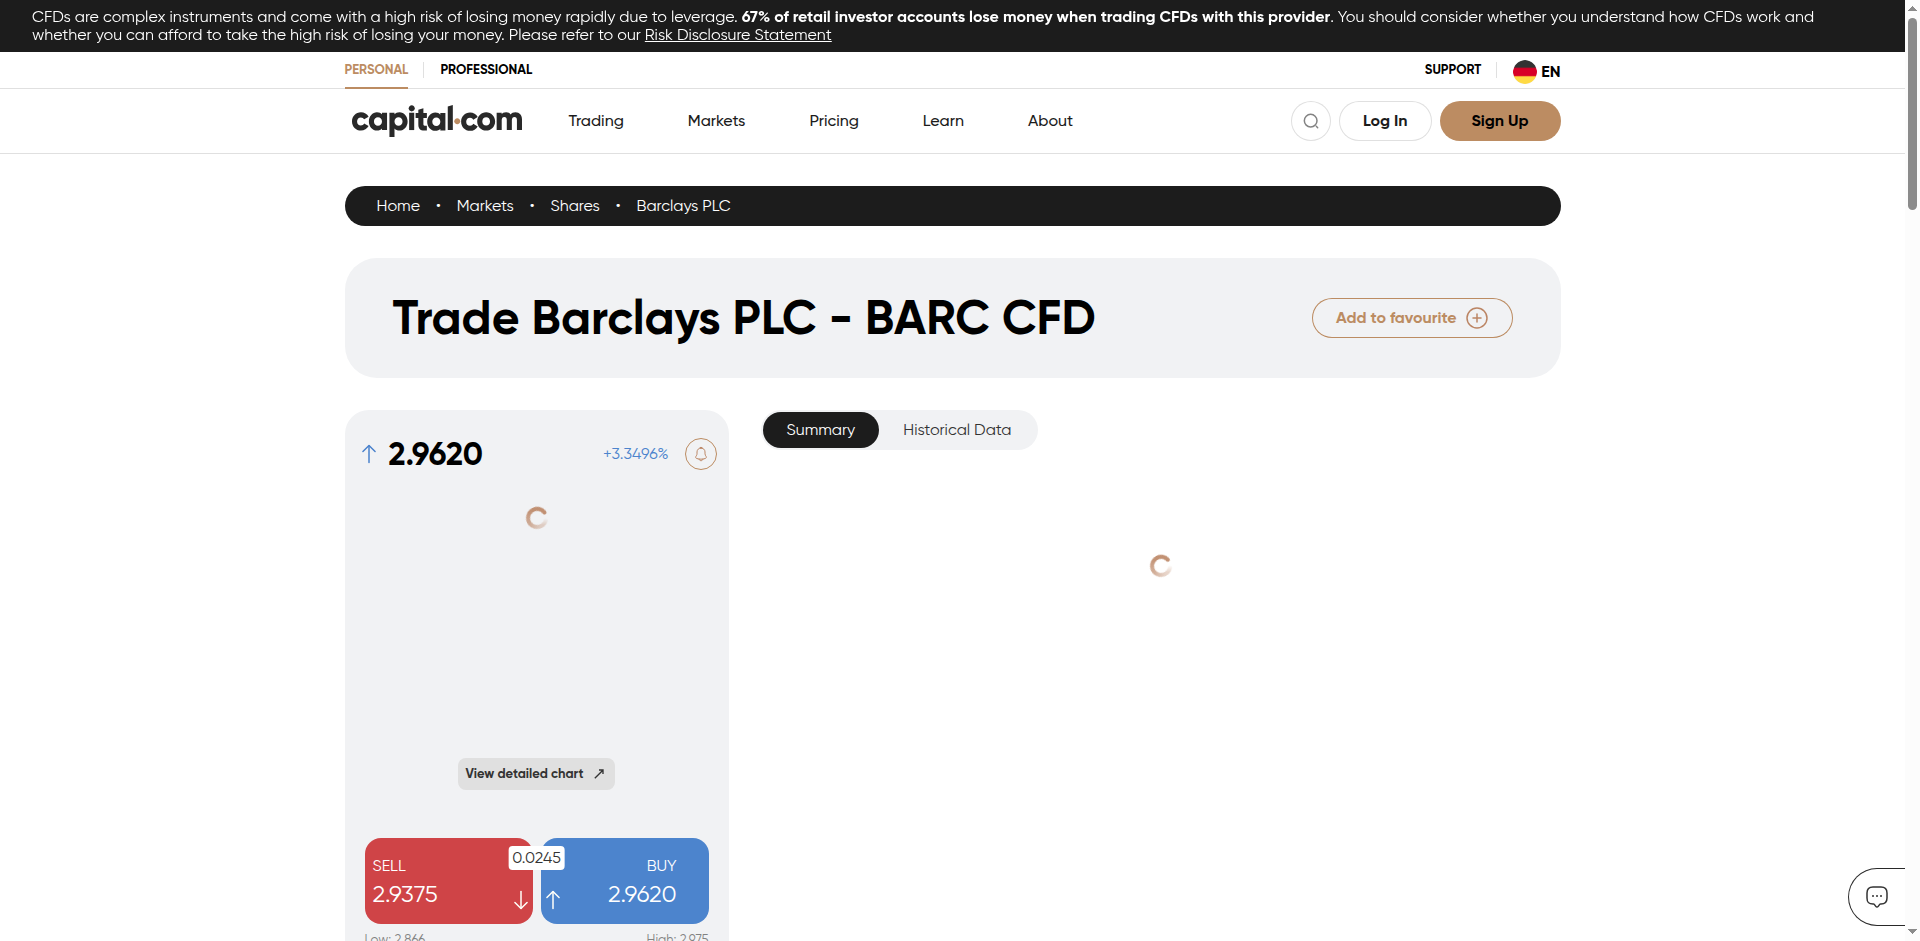 CFDs are complex instruments and come with a high risk of losing money rapidly due to leverage. 67% of retail investor accounts lose money when trading CFDs with this provider. You should consider whether you understand how CFDs work and
whether you can afford to take the high risk of losing your money. Please refer to our Risk Disclosure Statement
PERSONAL PROFESSIONAL SUPPORT EN
capital.com Trading Markets Pricing Learn About Log In Sign Up
Home • Markets • Shares • Barclays PLC
Trade Barclays PLC - BARC CFD Add to favourite
2.9620 +3.3496% Summary Historical Data
View detailed chart
0.0245
SELL BUY
2.9375 2.9620
Low: 2.866 High: 2.975